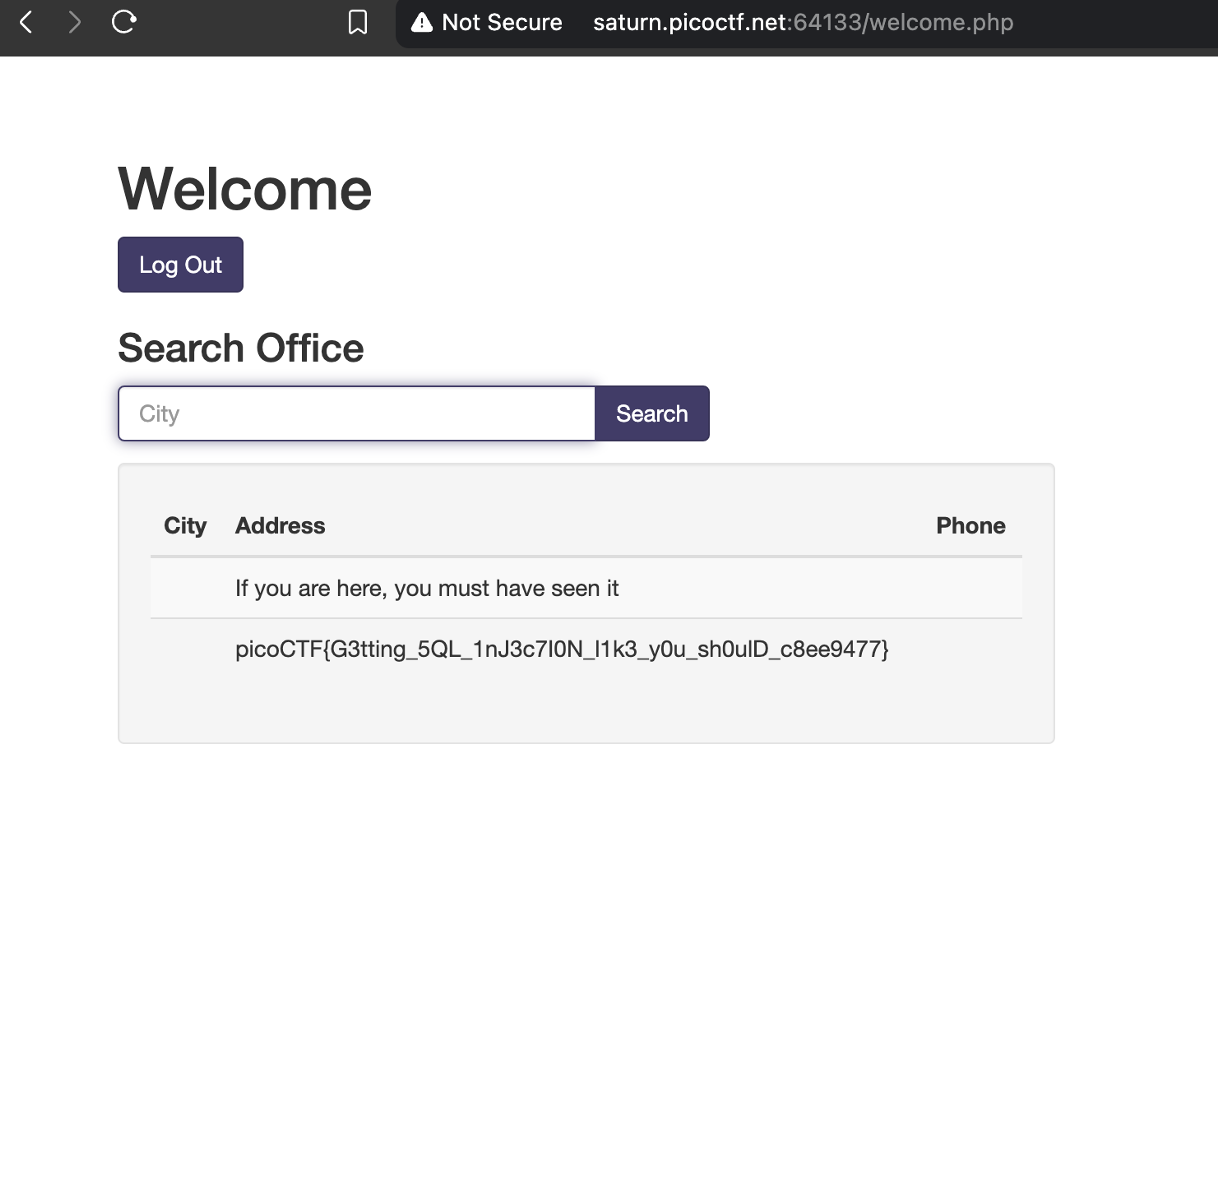 Not Secure saturn.picoctf.net:64133/welcome.php
Welcome
Log Out
Search Office
City Search
City Address Phone
If you are here, you must have seen it
picoCTF{G3tting_5QL_1nJ3c7I0N_l1k3_y0u_sh0ulD_c8ee9477}